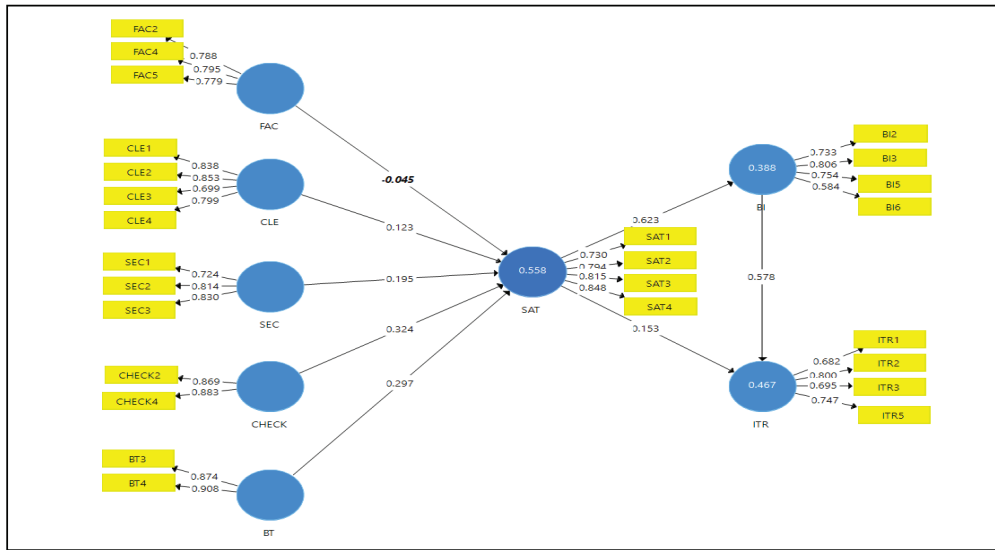 FAC2
FAC4
FAC5
0.788
0.795
0.779
FAC
CLE1
CLE2
CLE3
CLE4
0.838
0.853
0.699
0.799
CLE
SEC1
SEC2
SEC3
0.724
0.814
0.830
SEC
CHECK2
CHECK4
0.869
0.883
CHECK
BT3
BT4
0.874
0.908
BT
-0.045
0.123
0.195
0.324
0.297
0.558
SAT
0.730
0.794
0.815
0.848
SAT1
SAT2
SAT3
SAT4
0.623
0.153
0.388
BI
0.733
0.806
0.754
0.584
BI2
BI3
BI5
BI6
0.578
0.467
ITR
0.682
0.800
0.695
0.747
ITR1
ITR2
ITR3
ITR5